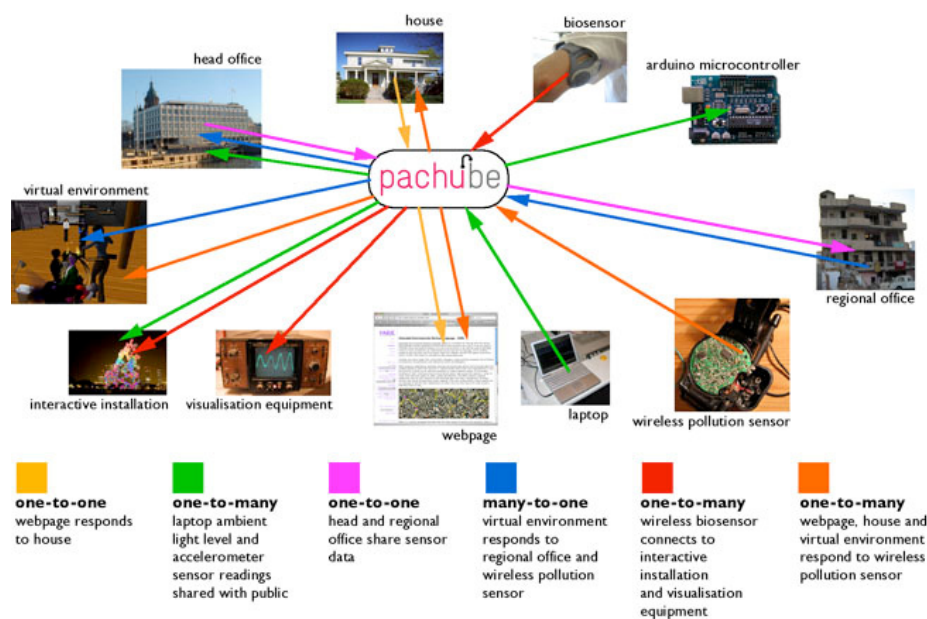 house
biosensor
head office
arduino microcontroller
pachube
virtual environment
regional office
interactive installation
visualisation equipment
webpage
laptop
wireless pollution sensor
one-to-one
webpage responds
to house
one-to-many
laptop ambient
light level and
accelerometer
sensor readings
shared with public
one-to-one
head and regional
office share sensor
data
many-to-one
virtual environment
responds to
regional office and
wireless pollution
sensor
one-to-many
wireless biosensor
connects to
interactive
installation
and visualisation
equipment
one-to-many
webpage, house and
virtual environment
respond to wireless
pollution sensor